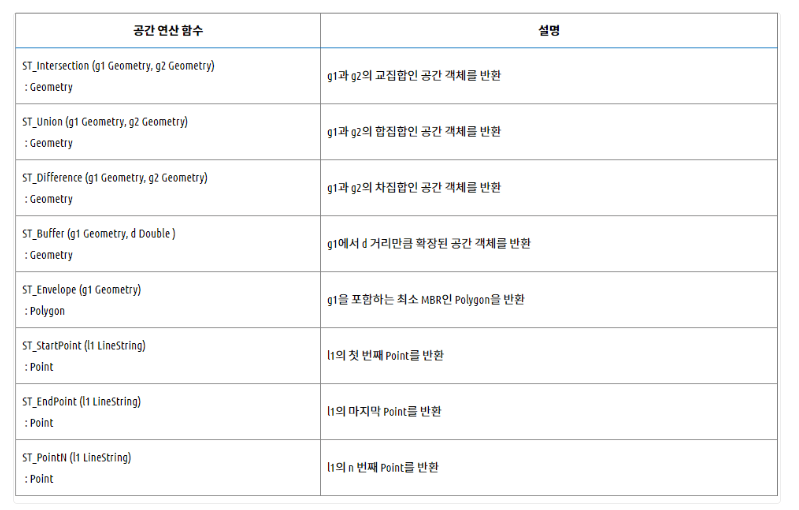 공간 연산 함수
설명
ST_Intersection (g1 Geometry, g2 Geometry)
: Geometry
g1과 g2의 교집합인 공간 객체를 반환
ST_Union (g1 Geometry, g2 Geometry)
: Geometry
g1과 g2의 합집합인 공간 객체를 반환
ST_Difference (g1 Geometry, g2 Geometry)
: Geometry
g1과 g2의 차집합인 공간 객체를 반환
ST_Buffer (g1 Geometry, d Double )
: Geometry
g1에서 d 거리만큼 확장된 공간 객체를 반환
ST_Envelope (g1 Geometry)
: Polygon
g1을 포함하는 최소 MBR인 Polygon을 반환
ST_StartPoint (l1 LineString)
: Point
l1의 첫 번째 Point를 반환
ST_EndPoint (l1 LineString)
: Point
l1의 마지막 Point를 반환
ST_PointN (l1 LineString)
: Point
l1의 n 번째 Point를 반환